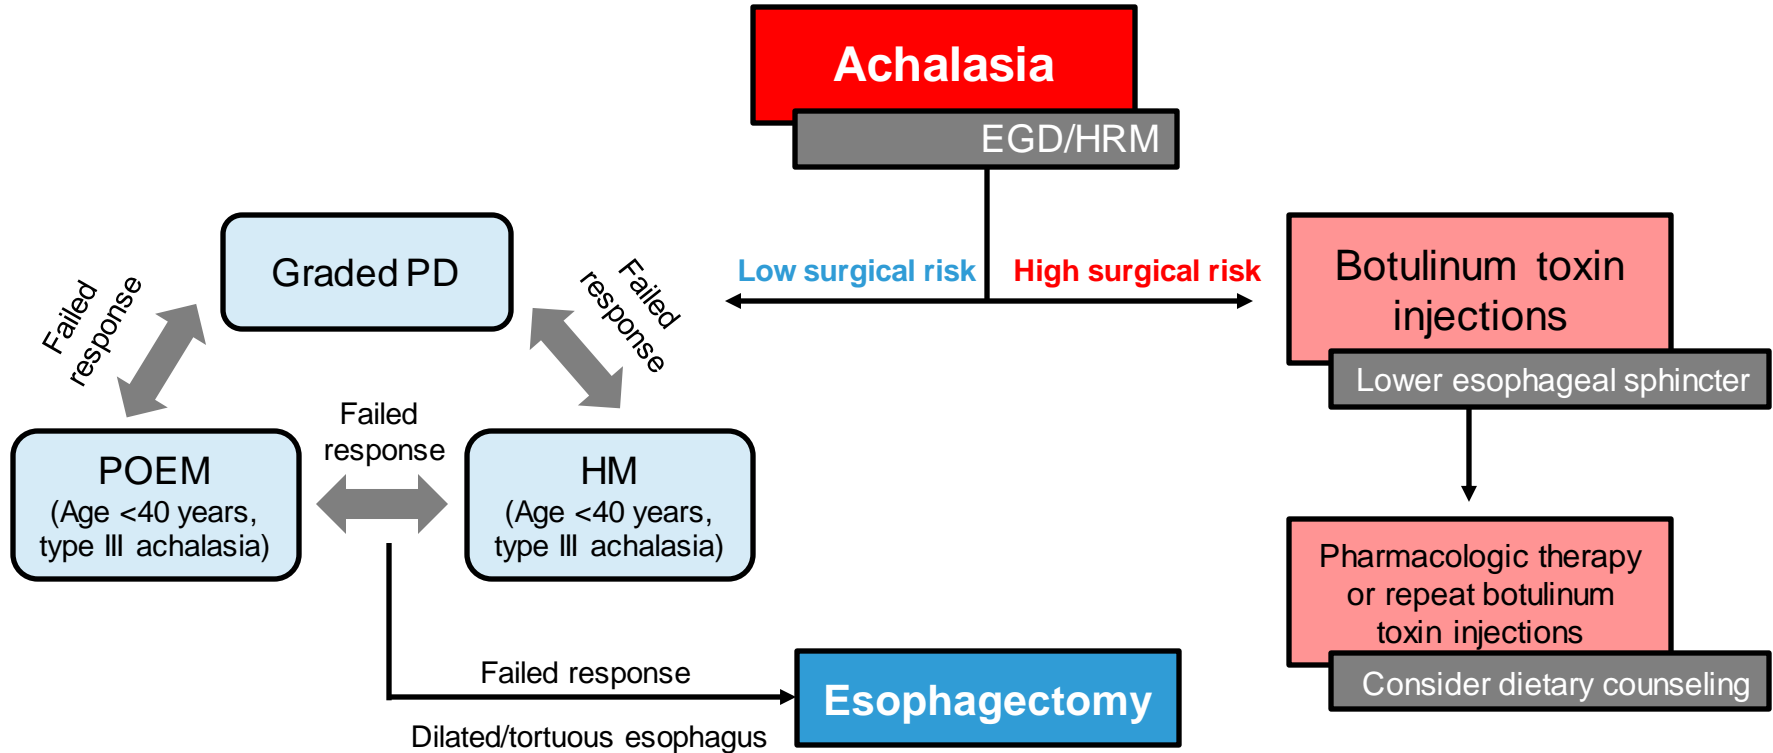 Achalasia
EGD/HRM
Low surgical risk
High surgical risk
Graded PD
Failed
response
Failed
response
Failed
response
POEM
(Age <40 years,
type III achalasia)
HM
(Age <40 years,
type III achalasia)
Failed response
Dilated/tortuous esophagus
Esophagectomy
Botulinum toxin
injections
Lower esophageal sphincter
Pharmacologic therapy
or repeat botulinum
toxin injections
Consider dietary counseling